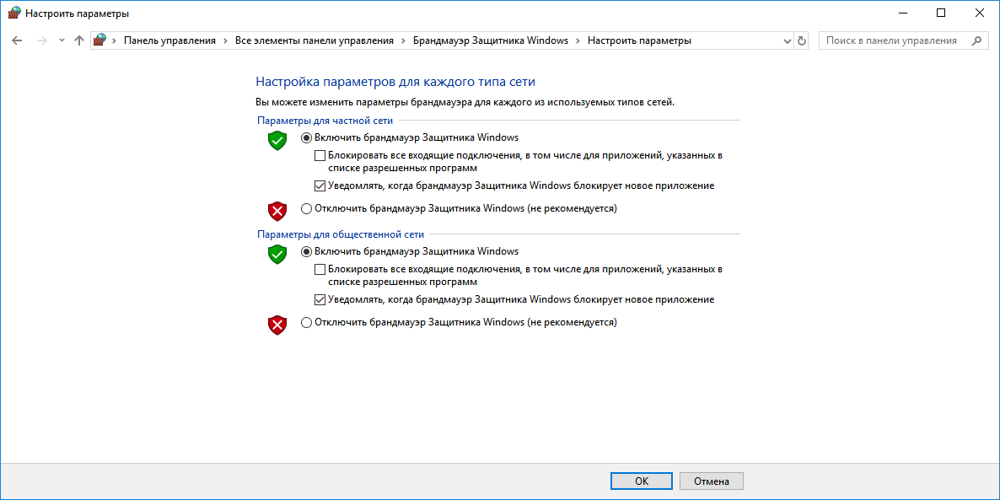 Настроить параметры
Панель управления › Все элементы панели управления › Брандмауэр Защитника Windows › Настроить параметры
Поиск в панели управления
Настройка параметров для каждого типа сети
Вы можете изменить параметры брандмауэра для каждого из используемых типов сетей.
Параметры для частной сети
Включить брандмауэр Защитника Windows
Блокировать все входящие подключения, в том числе для приложений, указанных в
списке разрешенных программ
Уведомлять, когда брандмауэр Защитника Windows блокирует новое приложение
Отключить брандмауэр Защитника Windows (не рекомендуется)
Параметры для общественной сети
Включить брандмауэр Защитника Windows
Блокировать все входящие подключения, в том числе для приложений, указанных в
списке разрешенных программ
Уведомлять, когда брандмауэр Защитника Windows блокирует новое приложение
Отключить брандмауэр Защитника Windows (не рекомендуется)
ОК
Отмена